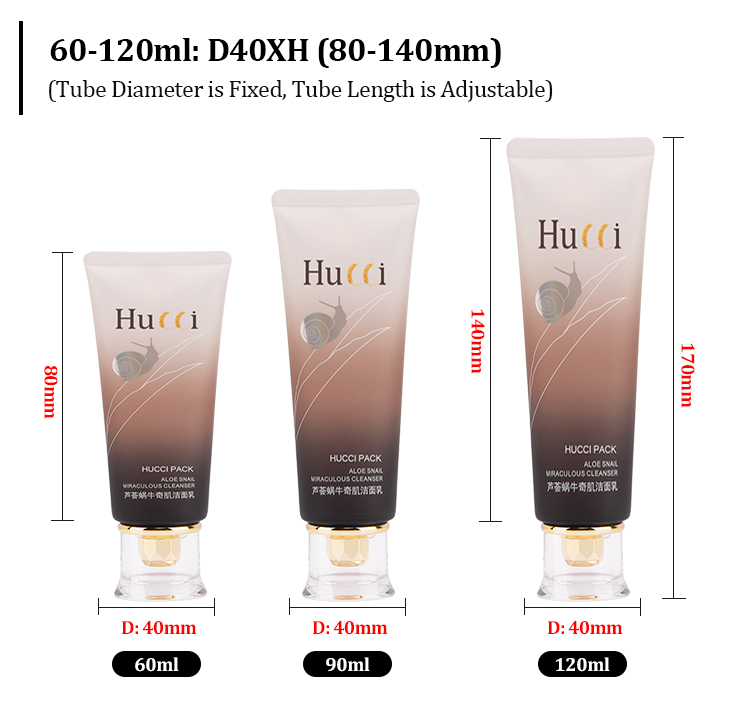 60-120ml: D40XH (80-140mm)
(Tube Diameter is Fixed, Tube Length is Adjustable)
Hucci
HUCCI PACK
ALOE SNAIL
MIRACULOUS CLEANSER
芦荟蜗牛奇肌洁面乳
80mm
D: 40mm
60ml
Hucci
HUCCI PACK
ALOE SNAIL
MIRACULOUS CLEANSER
芦荟蜗牛奇肌洁面乳
D: 40mm
90ml
Hucci
HUCCI PACK
ALOE SNAIL
MIRACULOUS CLEANSER
芦荟蜗牛奇肌洁面乳
140mm
170mm
D: 40mm
120ml